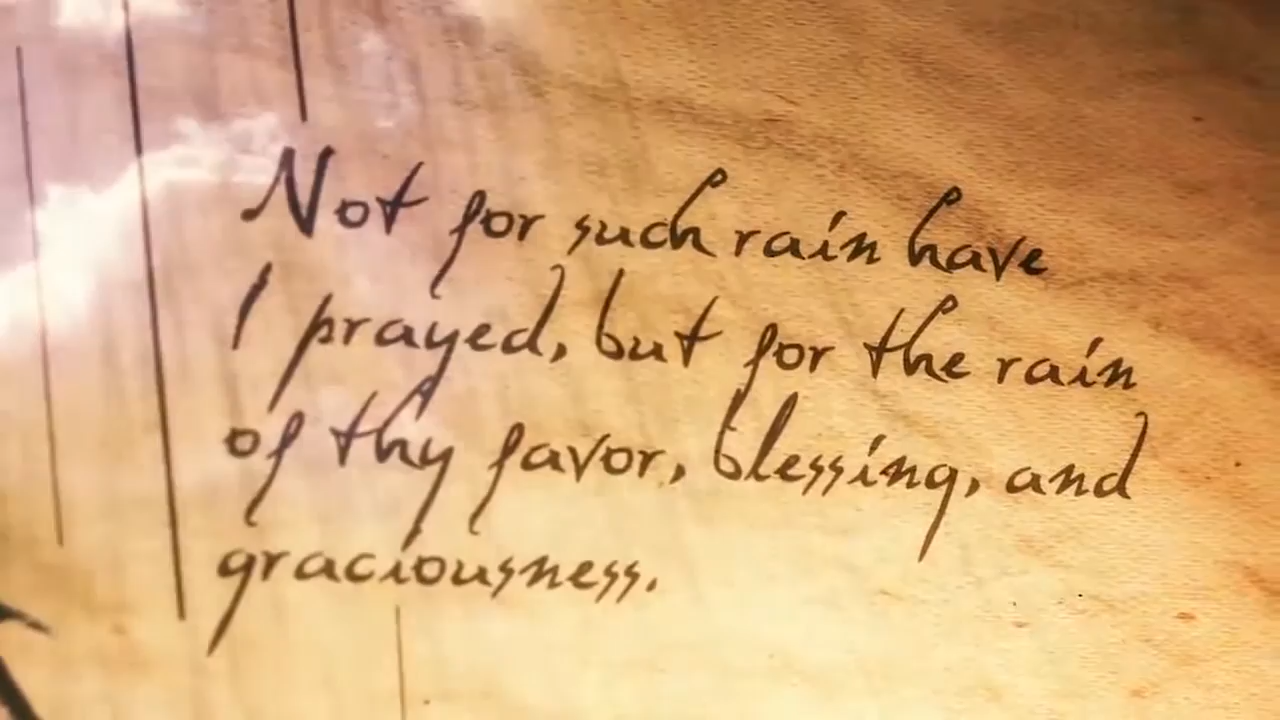 Not for such rain have
I prayed, but for the rain
of thy favor, blessing, and
graciousness.